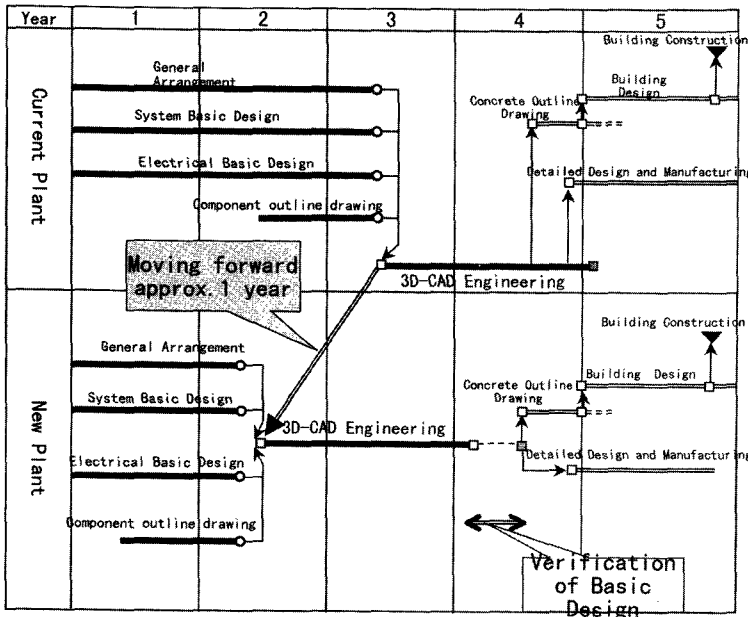 Year 1 2 3 4 5
Current Plant
General
Arrangement
System Basic Design
Electrical Basic Design
Component outline drawing
3D-CAD Engineering
Concrete Outline
Drawing
Building Construction
Building
Design
Detailed Design and Manufacturing
Moving forward
approx. 1 year
New Plant
General Arrangement
System Basic Design
Electrical Basic Design
Component outline drawing
3D-CAD Engineering
Concrete Outline
Drawing
Building Construction
Building Design
Detailed Design and Manufacturing
Verification
of Basic
Design